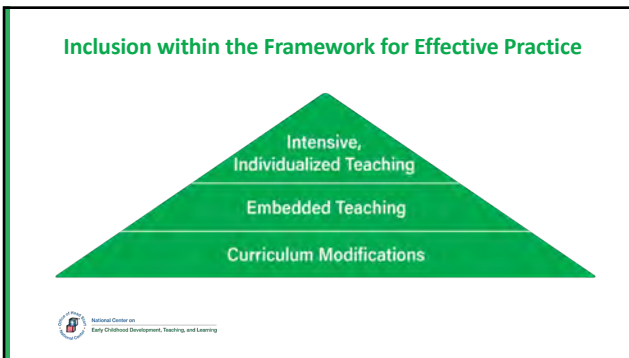 Inclusion within the Framework for Effective Practice
Intensive,
Individualized Teaching
Embedded Teaching
Curriculum Modifications
National Center on
Early Childhood Development, Teaching, and Learning